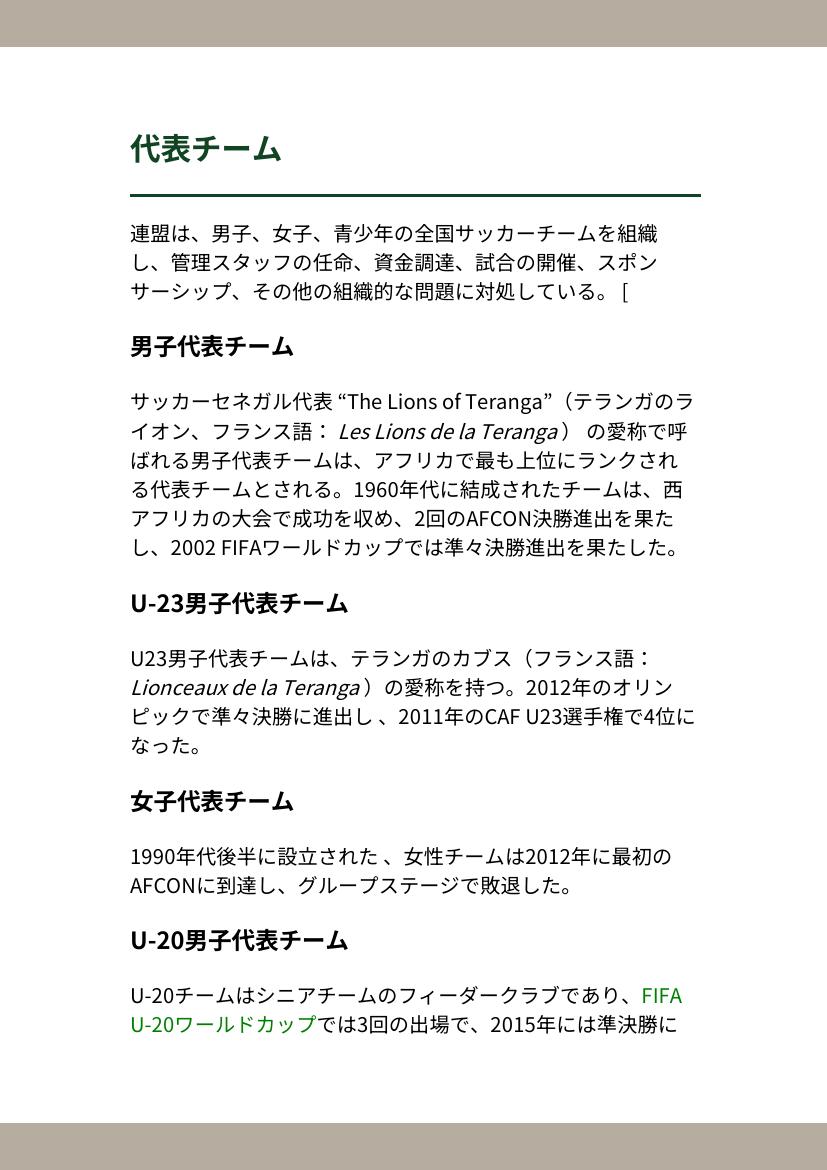 代表チーム
連盟は、男子、女子、青少年の全国サッカーチームを組織
し、管理スタッフの任命、資金調達、試合の開催、スポン
サーシップ、その他の組織的な問題に対処している。 [
男子代表チーム
サッカーセネガル代表 “The Lions of Teranga”（テランガのラ
イオン、フランス語： Les Lions de la Teranga ） の愛称で呼
ばれる男子代表チームは、アフリカで最も上位にランクされ
る代表チームとされる。1960年代に結成されたチームは、西
アフリカの大会で成功を収め、2回のAFCON決勝進出を果た
し、2002 FIFAワールドカップでは準々決勝進出を果たした。
U-23男子代表チーム
U23男子代表チームは、テランガのカブス（フランス語：
Lionceaux de la Teranga ）の愛称を持つ。2012年のオリン
ピックで準々決勝に進出し 、2011年のCAF U23選手権で4位に
なった。
女子代表チーム
1990年代後半に設立された 、女性チームは2012年に最初の
AFCONに到達し、グループステージで敗退した。
U-20男子代表チーム
U-20チームはシニアチームのフィーダークラブであり、FIFA
U-20ワールドカップでは3回の出場で、2015年には準決勝に